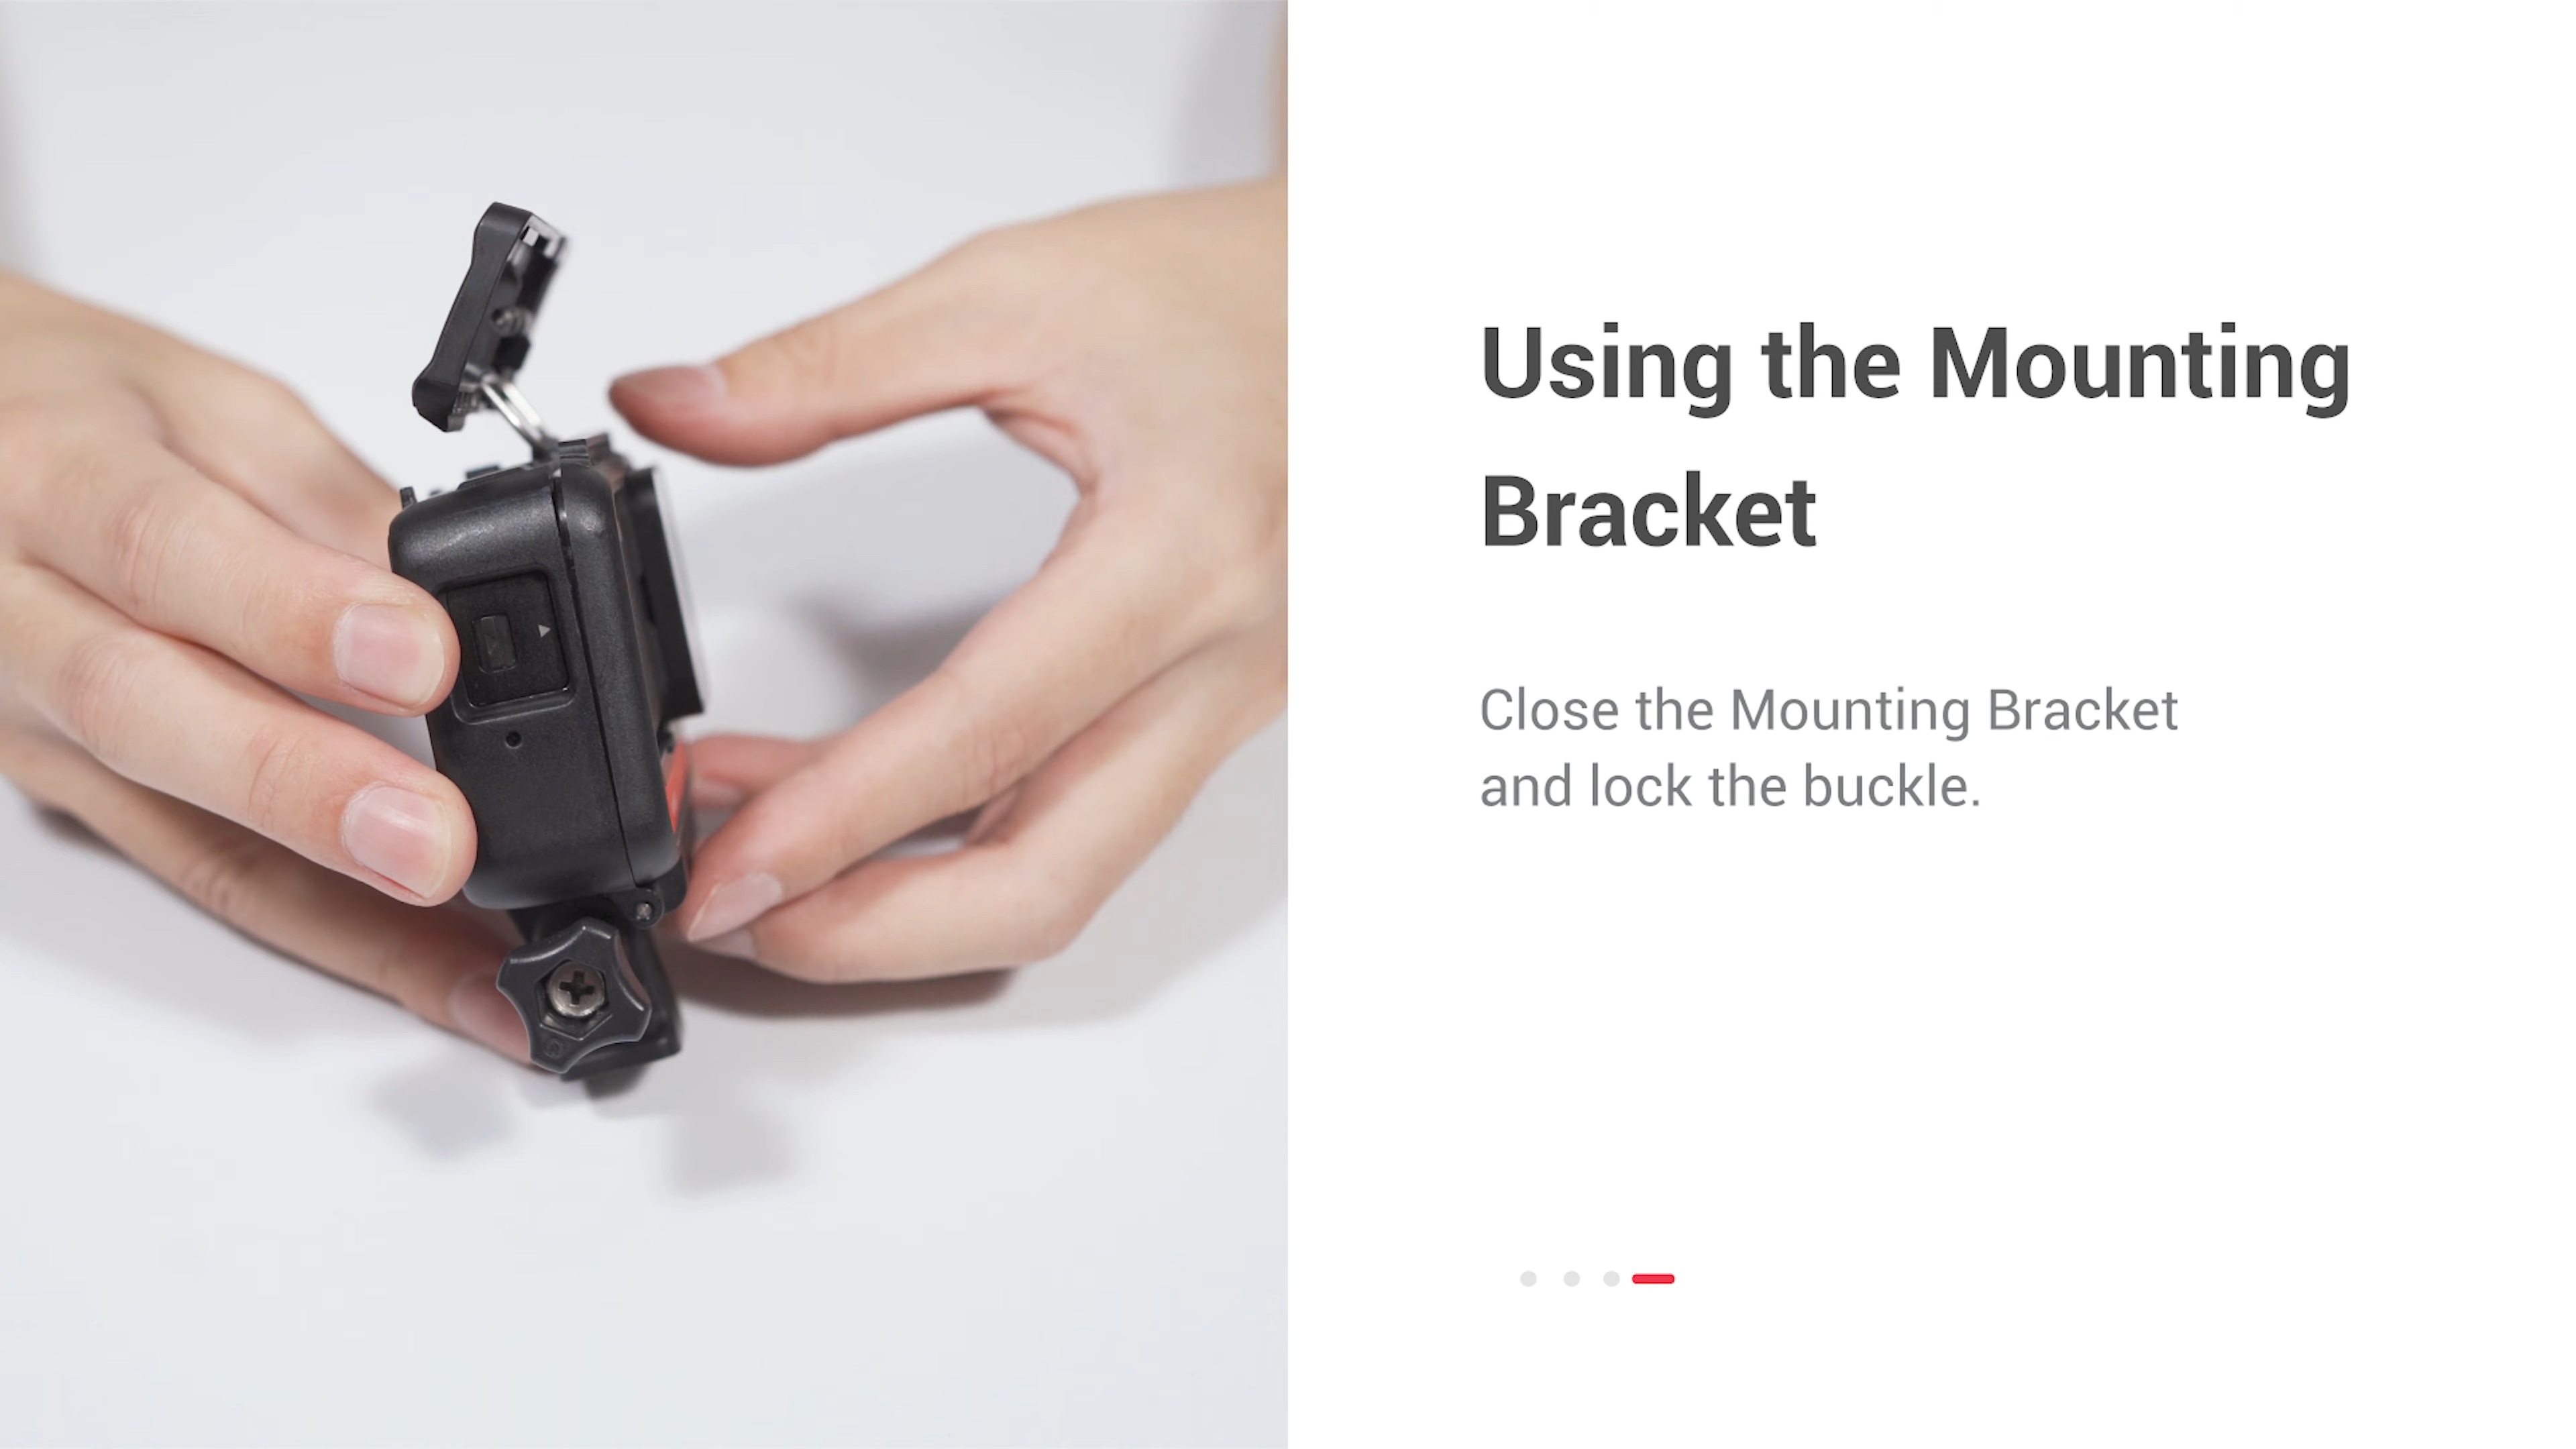 Using the Mounting
Bracket
Close the Mounting Bracket
and lock the buckle.